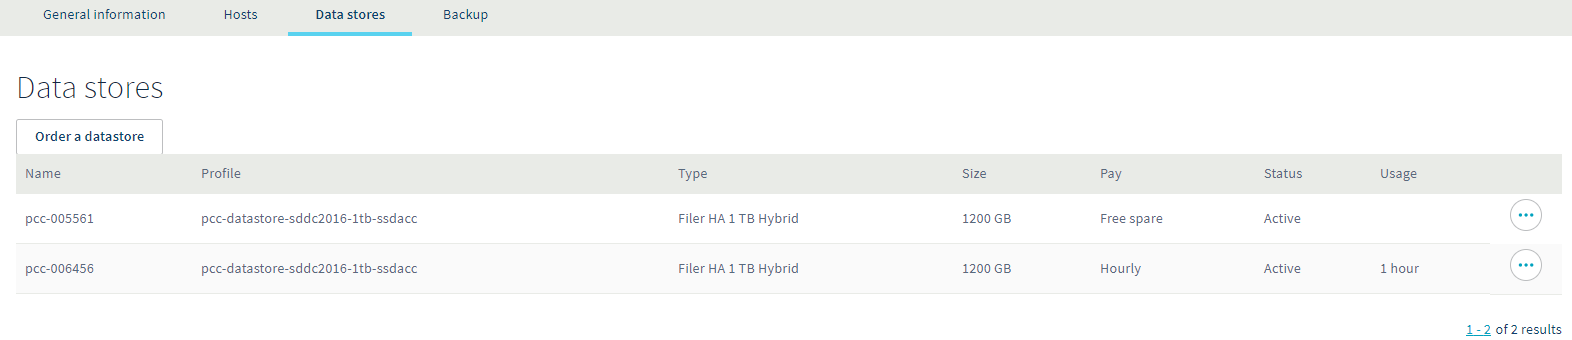 General information Hosts Data stores Backup
Data stores
Order a datastore
Name Profile Type Size Pay Status Usage
pcc-005561 pcc-datastore-sddc2016-1tb-ssdacc Filer HA 1 TB Hybrid 1200 GB Free spare Active
pcc-006456 pcc-datastore-sddc2016-1tb-ssdacc Filer HA 1 TB Hybrid 1200 GB Hourly Active 1 hour
1 - 2 of 2 results